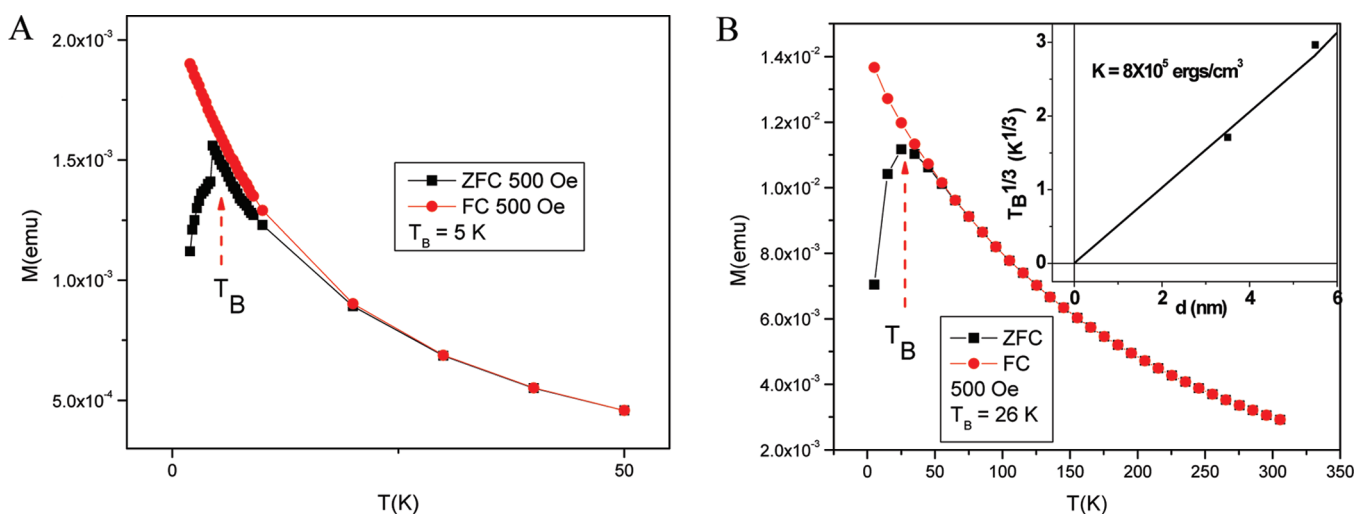 A
2.0x10⁻³
1.5x10⁻³
1.0x10⁻³
5.0x10⁻⁴
M(emu)
ZFC 500 Oe
FC 500 Oe
T_B = 5 K
T_B
0
50
T(K)
B
1.4x10⁻²
1.2x10⁻²
1.0x10⁻²
8.0x10⁻³
6.0x10⁻³
4.0x10⁻³
2.0x10⁻³
M(emu)
T_B
ZFC
FC
500 Oe
T_B = 26 K
0 50 100 150 200 250 300 350
T(K)
K = 8X10⁵ ergs/cm³
3
2
1
0
T_B^1/3 (K^1/3)
0 2 4 6
d (nm)